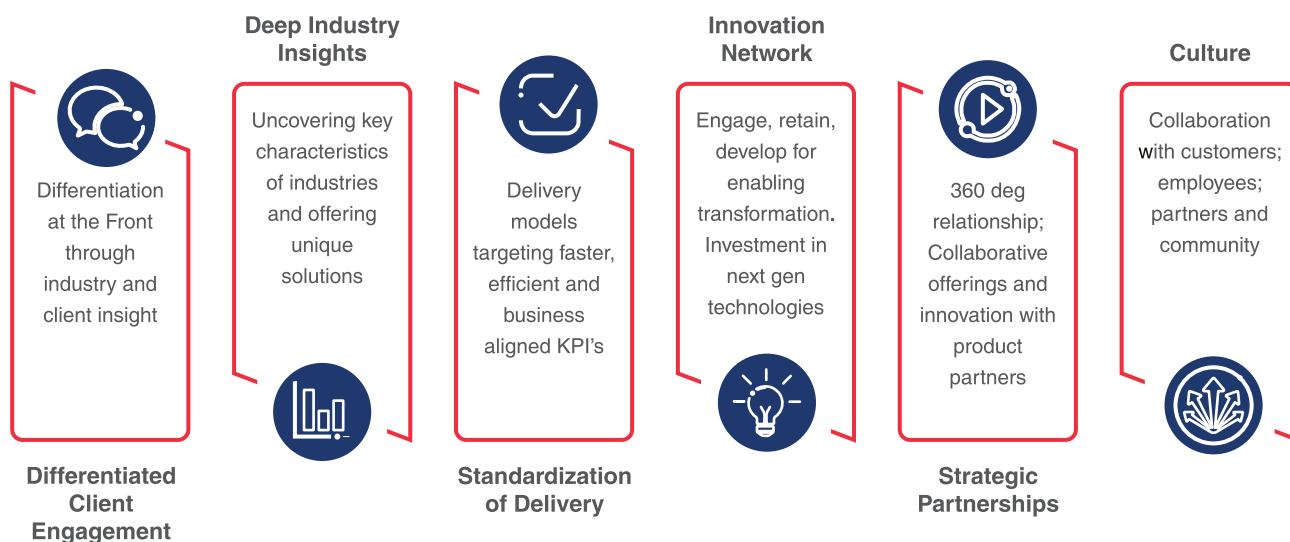 Differentiation
at the Front
through
industry and
client insight
Differentiated
Client
Engagement
Deep Industry
Insights
Uncovering key
characteristics
of industries
and offering
unique
solutions
Delivery
models
targeting faster,
efficient and
business
aligned KPI's
Standardization
of Delivery
Innovation
Network
Engage, retain,
develop for
enabling
transformation.
Investment in
next gen
technologies
360 deg
relationship;
Collaborative
offerings and
innovation with
product
partners
Strategic
Partnerships
Culture
Collaboration
with customers;
employees;
partners and
community